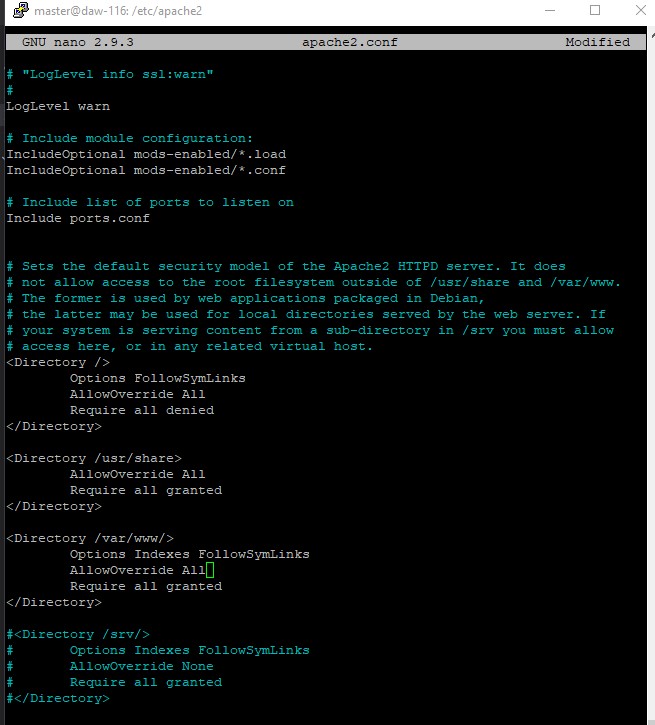 master@daw-116: /etc/apache2
GNU nano 2.9.3 apache2.conf Modified
# "LogLevel info ssl:warn"
#
LogLevel warn
# Include module configuration:
IncludeOptional mods-enabled/*.load
IncludeOptional mods-enabled/*.conf
# Include list of ports to listen on
Include ports.conf
# Sets the default security model of the Apache2 HTTPD server. It does
# not allow access to the root filesystem outside of /usr/share and /var/www.
# The former is used by web applications packaged in Debian,
# the latter may be used for local directories served by the web server. If
# your system is serving content from a sub-directory in /srv you must allow
# access here, or in any related virtual host.
<Directory />
        Options FollowSymLinks
        AllowOverride All
        Require all denied
</Directory>
<Directory /usr/share>
        AllowOverride All
        Require all granted
</Directory>
<Directory /var/www/>
        Options Indexes FollowSymLinks
        AllowOverride All
        Require all granted
</Directory>
#<Directory /srv/>
#       Options Indexes FollowSymLinks
#       AllowOverride None
#       Require all granted
#</Directory>